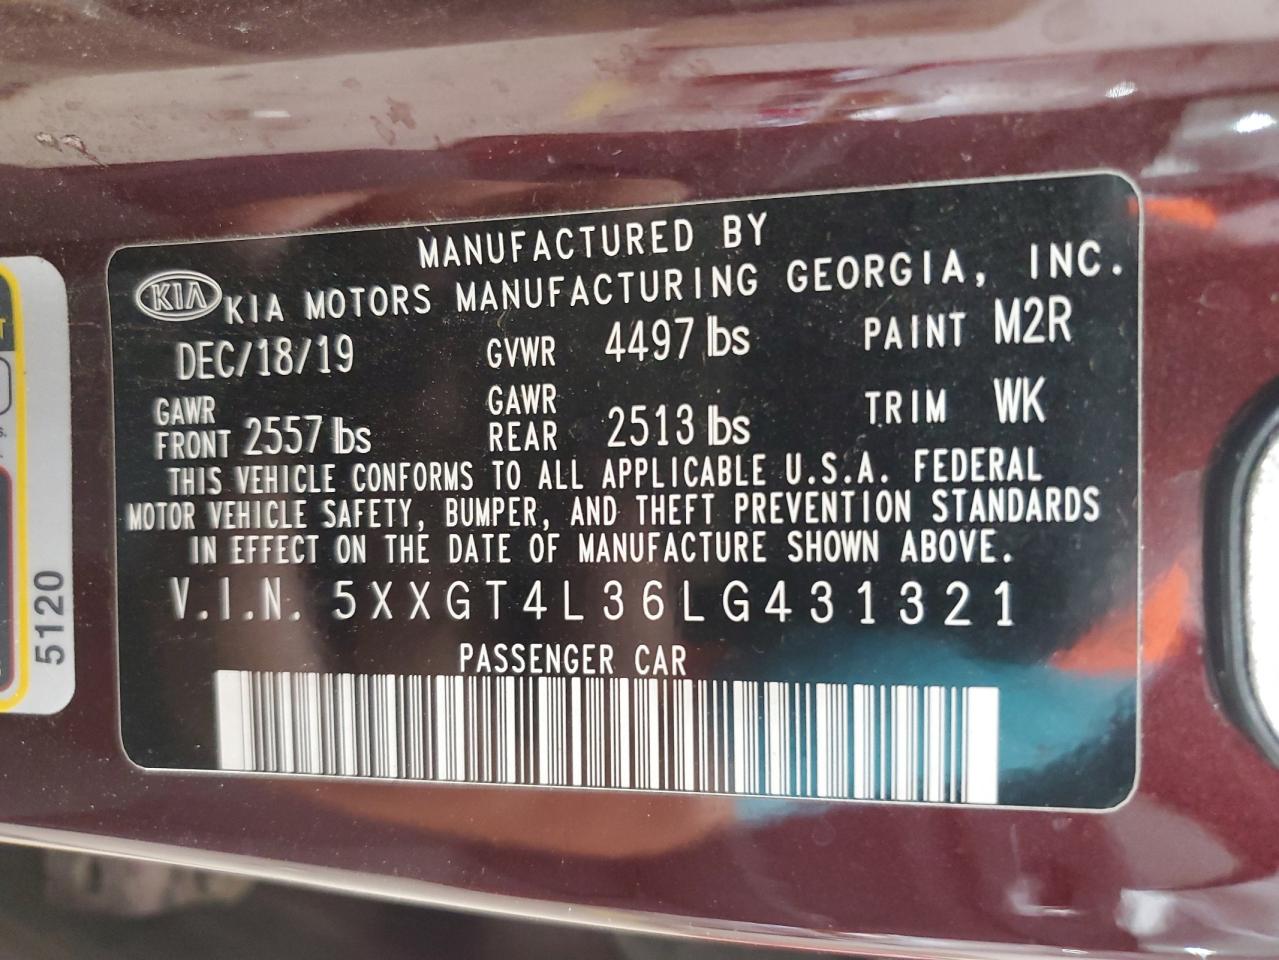 MANUFACTURED BY
KIA KIA MOTORS MANUFACTURING GEORGIA, INC.
DEC/18/19 GVWR 4497 lbs PAINT M2R
GAWR FRONT 2557 lbs GAWR REAR 2513 lbs TRIM WK
THIS VEHICLE CONFORMS TO ALL APPLICABLE U.S.A. FEDERAL
MOTOR VEHICLE SAFETY, BUMPER, AND THEFT PREVENTION STANDARDS
IN EFFECT ON THE DATE OF MANUFACTURE SHOWN ABOVE.
V.I.N. 5XXGT4L36LG431321
PASSENGER CAR
5120